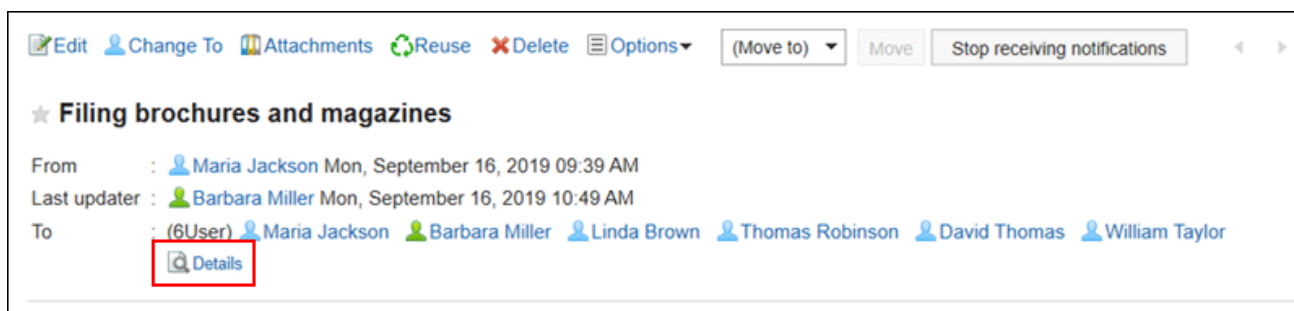 Edit Change To Attachments Reuse Delete Options (Move to) Move Stop receiving notifications
Filing brochures and magazines
From : Maria Jackson Mon, September 16, 2019 09:39 AM
Last updater : Barbara Miller Mon, September 16, 2019 10:49 AM
To : (6User) Maria Jackson Barbara Miller Linda Brown Thomas Robinson David Thomas William Taylor
Details